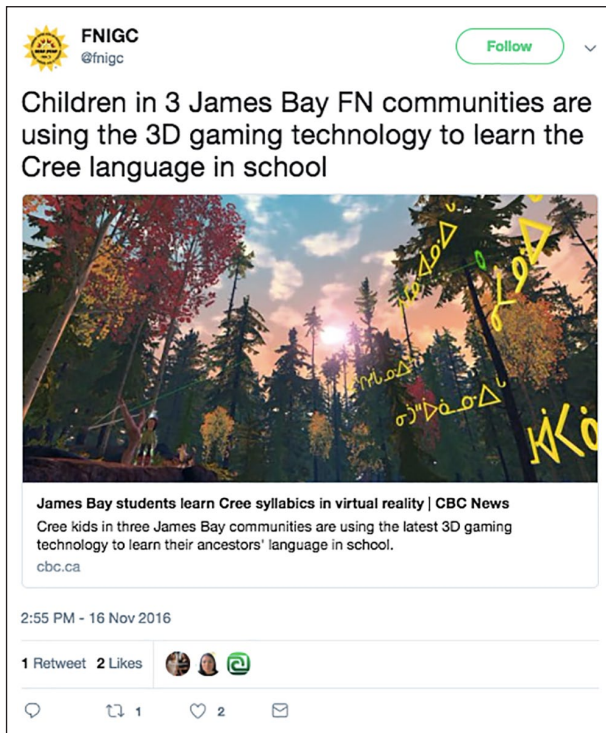 FNIGC
@fnigc
Follow
Children in 3 James Bay FN communities are
using the 3D gaming technology to learn the
Cree language in school
James Bay students learn Cree syllabics in virtual reality | CBC News
Cree kids in three James Bay communities are using the latest 3D gaming
technology to learn their ancestors' language in school.
cbc.ca
2:55 PM - 16 Nov 2016
1 Retweet 2 Likes
1 2